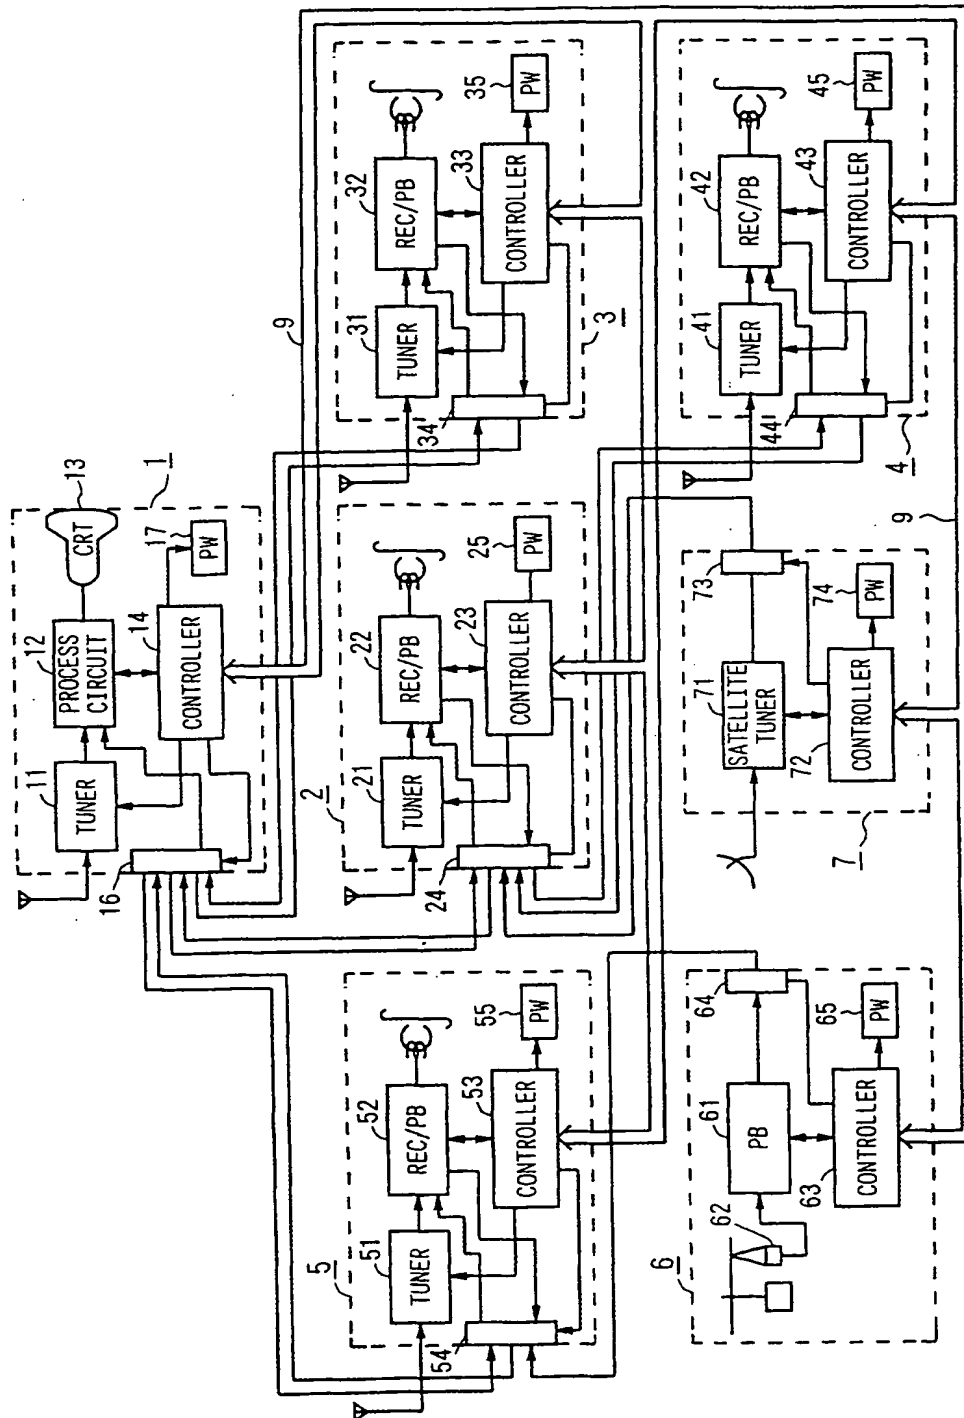 1
11
TUNER
12
PROCESS
CIRCUIT
13
CRT
14
CONTROLLER
16
17
PW
9
2
21
TUNER
22
REC/PB
23
CONTROLLER
24
25
PW
3
31
TUNER
32
REC/PB
33
CONTROLLER
34
35
PW
5
51
TUNER
52
REC/PB
53
CONTROLLER
54
55
PW
6
61
PB
62
63
CONTROLLER
64
65
PW
7
71
SATELLITE
TUNER
72
CONTROLLER
73
74
PW
4
41
TUNER
42
REC/PB
43
CONTROLLER
44
45
PW
9